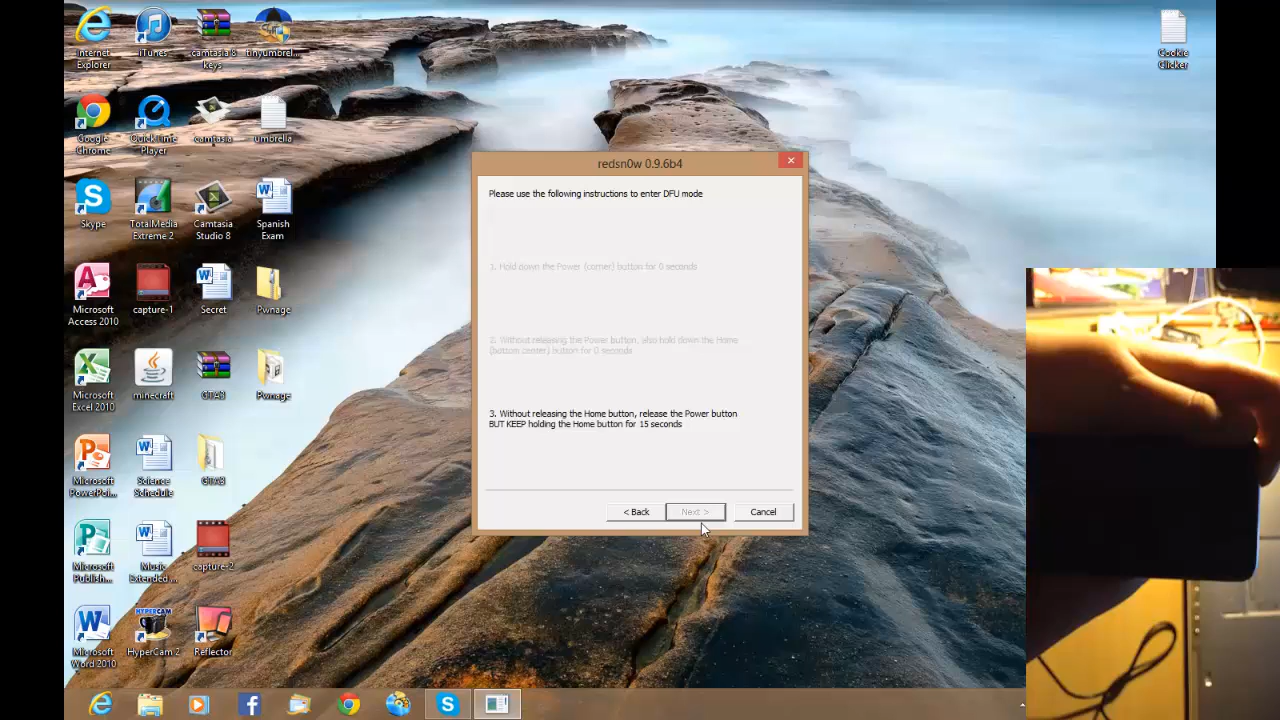 Internet
Explorer
iTunes
camtasia 8
keys
tinyumbrel...
Cookie
Clicker
Google
Chrome
QuickTime
Player
camtasia
umbrella
Skype
TotalMedia
Extreme 2
Camtasia
Studio 8
Spanish
Exam
Microsoft
Access 2010
capture-1
Secret
Pwnage
Microsoft
Excel 2010
minecraft
GTA3
Pwnage
Microsoft
PowerPoi...
Science
Schedule
GTA3
Microsoft
Publish...
Music
Extended ...
capture-2
Microsoft
Word 2010
HYPERCAM
HyperCam 2
Reflector
redsn0w 0.9.6b4
Please use the following instructions to enter DFU mode
1. Hold down the Power (corner) button for 0 seconds
2. Without releasing the Power button, also hold down the Home
(bottom center) button for 0 seconds
3. Without releasing the Home button, release the Power button
BUT KEEP holding the Home button for 15 seconds
< Back
Next >
Cancel